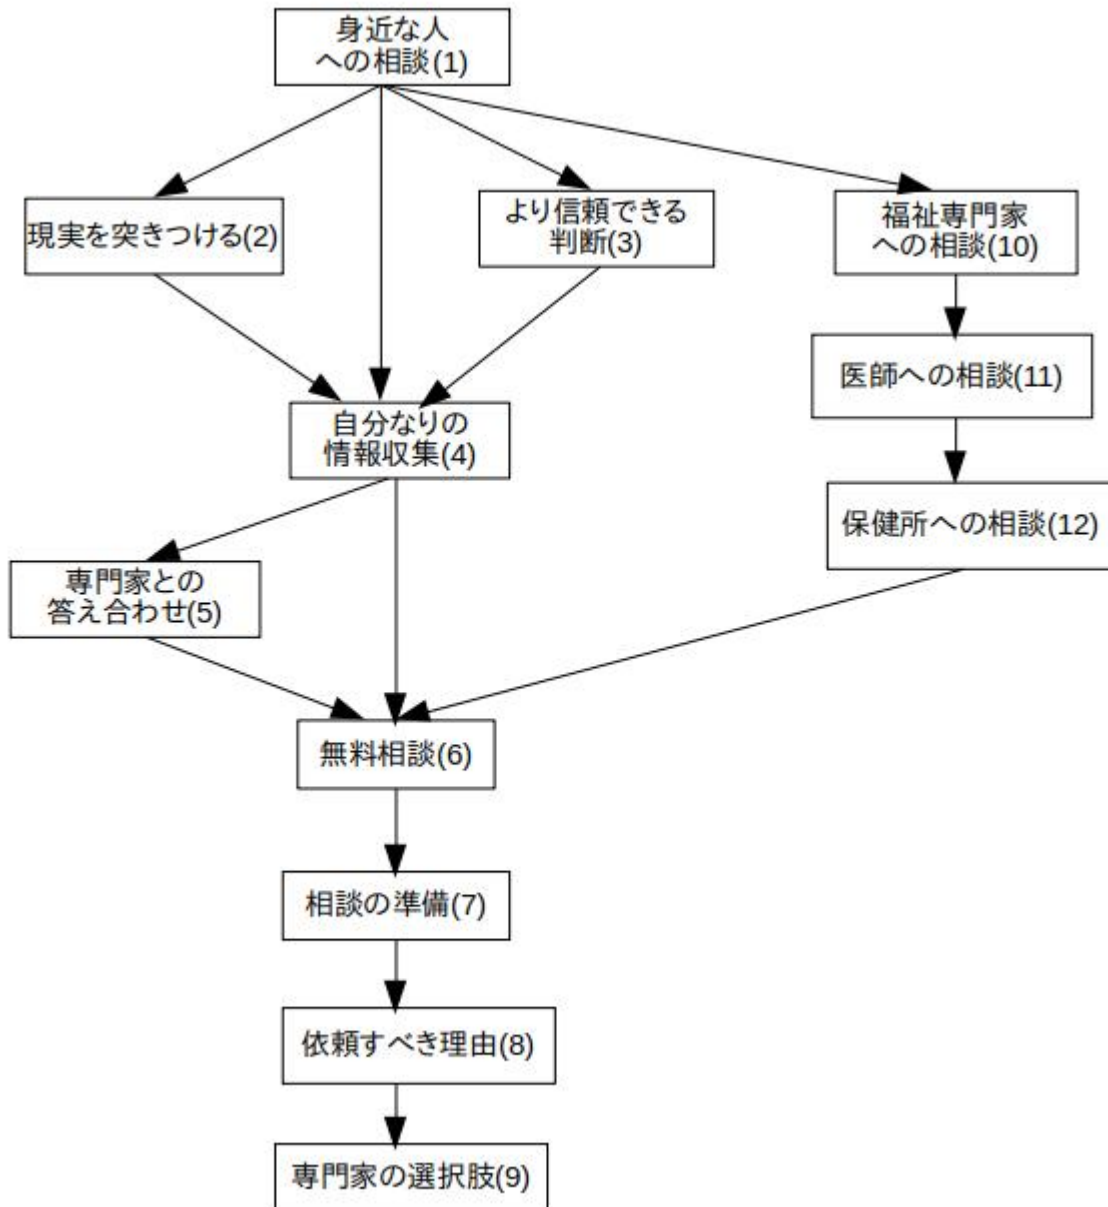 身近な人
への相談(1)
現実を突きつける(2)
より信頼できる
判断(3)
福祉専門家
への相談(10)
医師への相談(11)
自分なりの
情報収集(4)
保健所への相談(12)
専門家との
答え合わせ(5)
無料相談(6)
相談の準備(7)
依頼すべき理由(8)
専門家の選択肢(9)